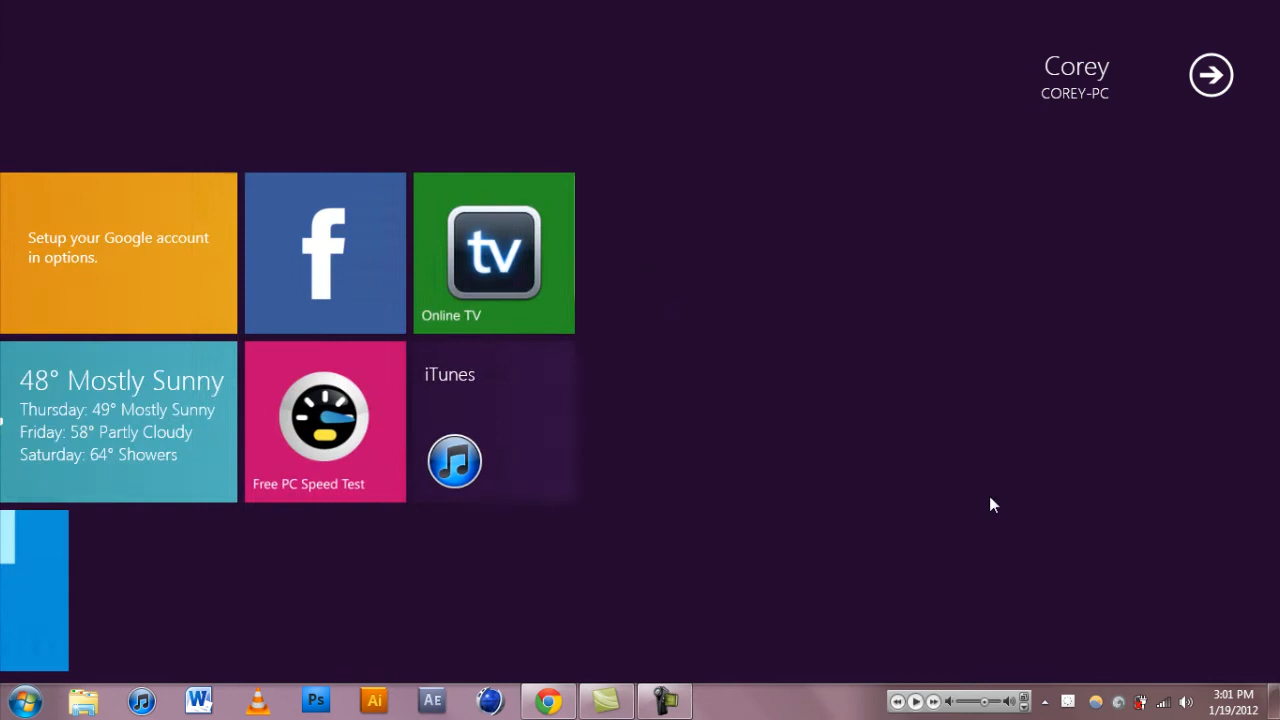 Corey
COREY-PC
Setup your Google account
in options.
f
tv
Online TV
48° Mostly Sunny
Thursday: 49° Mostly Sunny
Friday: 58° Partly Cloudy
Saturday: 64° Showers
Free PC Speed Test
iTunes
W
Ps
Ai
Ae
3:01 PM
1/19/2012